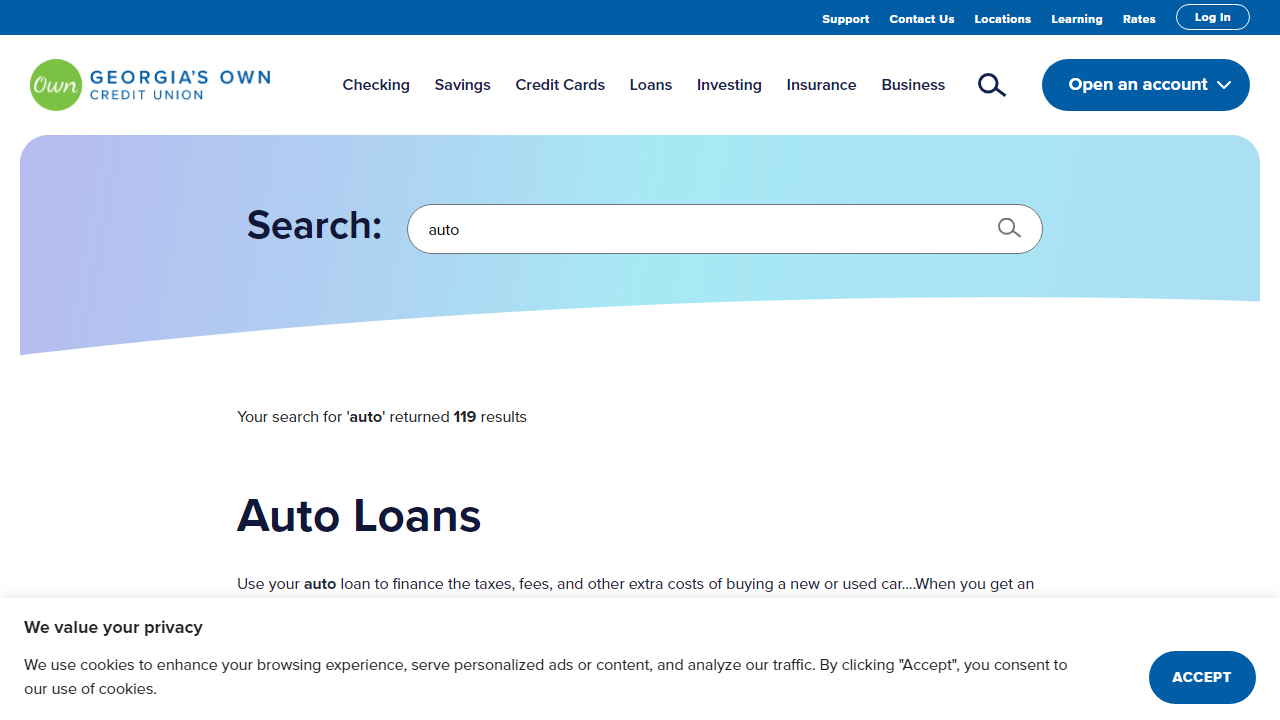 Support Contact Us Locations Learning Rates Log In
Own GEORGIA'S OWN
CREDIT UNION
Checking Savings Credit Cards Loans Investing Insurance Business Open an account
Search: auto
Your search for 'auto' returned 119 results
Auto Loans
Use your auto loan to finance the taxes, fees, and other extra costs of buying a new or used car....When you get an
We value your privacy
We use cookies to enhance your browsing experience, serve personalized ads or content, and analyze our traffic. By clicking "Accept", you consent to
our use of cookies.
ACCEPT